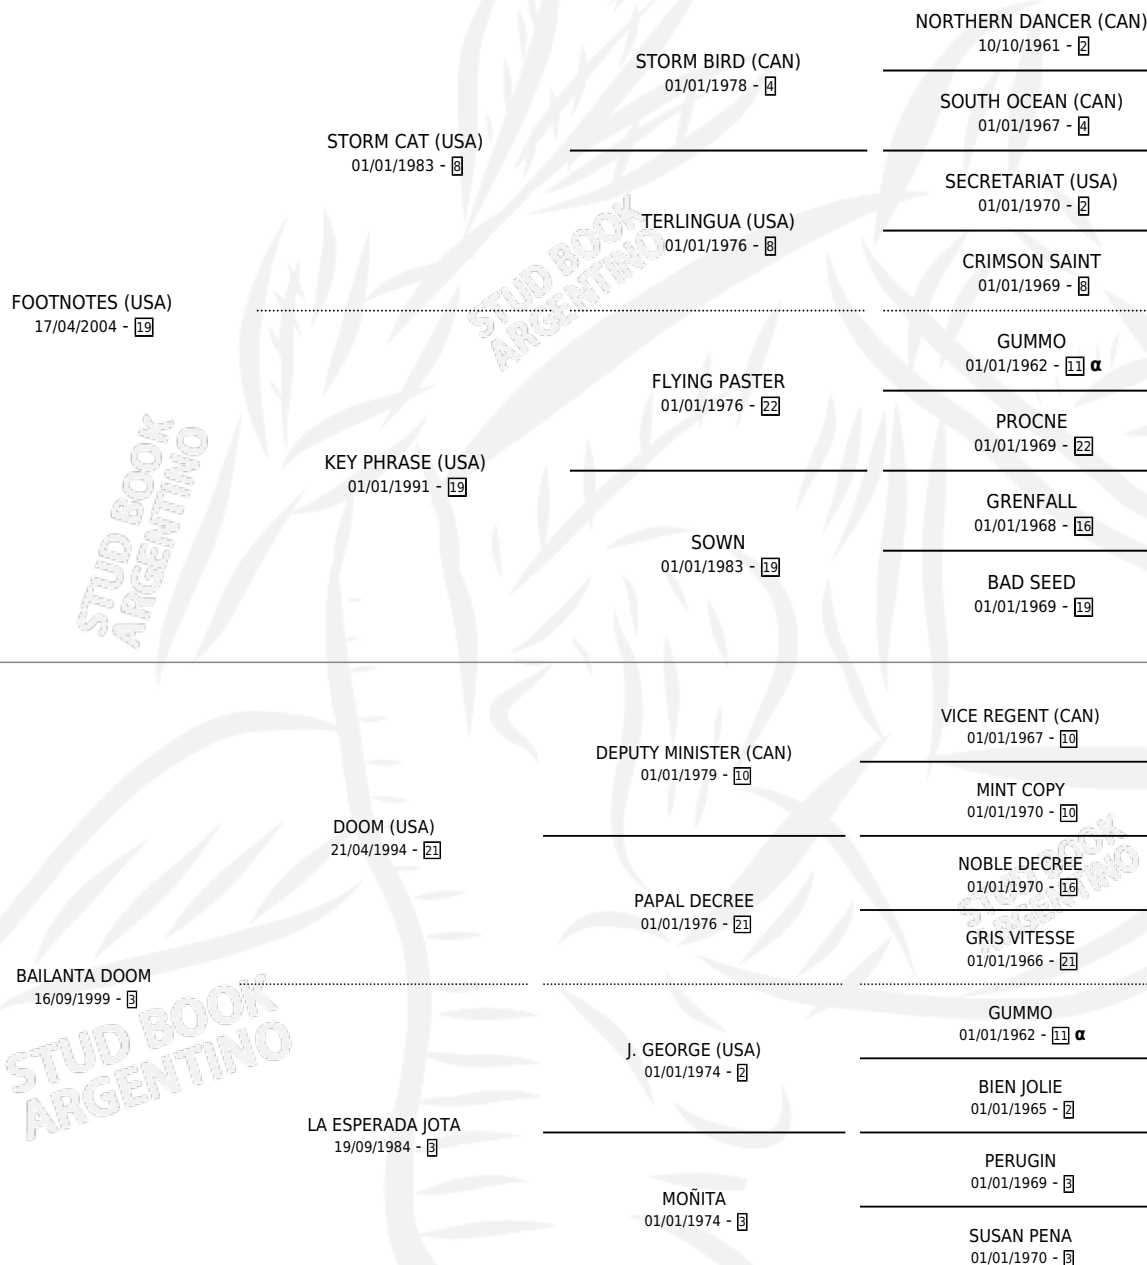 NORTHERN DANCER (CAN)
10/10/1961 - 2
STORM BIRD (CAN)
01/01/1978 - 4
SOUTH OCEAN (CAN)
01/01/1967 - 4
STORM CAT (USA)
01/01/1983 - 8
SECRETARIAT (USA)
01/01/1970 - 2
TERLINGUA (USA)
01/01/1976 - 8
CRIMSON SAINT
01/01/1969 - 8
FOOTNOTES (USA)
17/04/2004 - 19
GUMMO
01/01/1962 - 11 α
FLYING PASTER
01/01/1976 - 22
PROCNE
01/01/1969 - 22
KEY PHRASE (USA)
01/01/1991 - 19
GRENFALL
01/01/1968 - 16
SOWN
01/01/1983 - 19
BAD SEED
01/01/1969 - 19
VICE REGENT (CAN)
01/01/1967 - 10
DEPUTY MINISTER (CAN)
01/01/1979 - 10
MINT COPY
01/01/1970 - 10
DOOM (USA)
21/04/1994 - 21
NOBLE DECREE
01/01/1970 - 16
PAPAL DECREE
01/01/1976 - 21
GRIS VITESSE
01/01/1966 - 21
BAILANTA DOOM
16/09/1999 - 3
GUMMO
01/01/1962 - 11 α
J. GEORGE (USA)
01/01/1974 - 2
BIEN JOLIE
01/01/1965 - 2
LA ESPERADA JOTA
19/09/1984 - 3
PERUGIN
01/01/1969 - 3
MOÑITA
01/01/1974 - 3
SUSAN PENA
01/01/1970 - 3
STUD BOOK
ARGENTINO
STUD BOOK
ARGENTINO
STUD BOOK
ARGENTINO
STUD BOOK
ARGENTINO